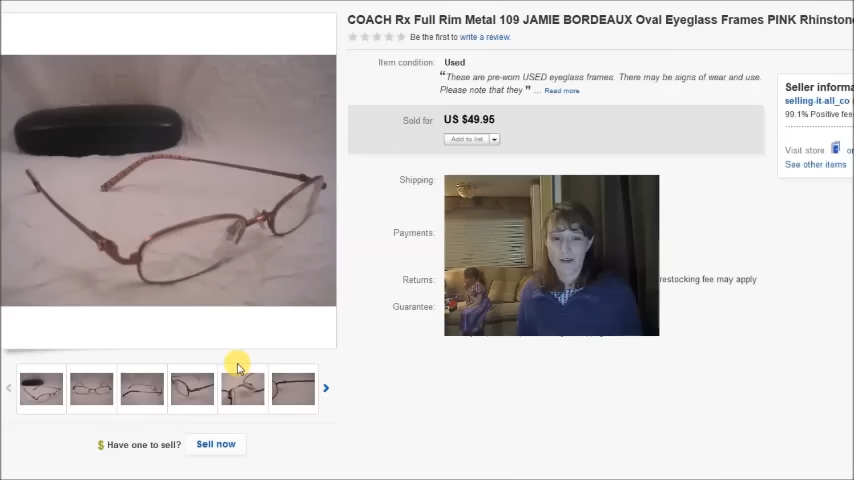 COACH Rx Full Rim Metal 109 JAMIE BORDEAUX Oval Eyeglass Frames PINK Rhinston
Be the first to write a review.
Item condition: Used
“These are pre-worn USED eyeglass frames. There may be signs of wear and use.
Please note that they ” ... Read more
Sold for: US $49.95
Add to list
Shipping:
Payments:
Returns: restocking fee may apply
Guarantee:
Seller informa
selling-it-all_co
99.1% Positive fee
Visit store:
See other items
$ Have one to sell? Sell now